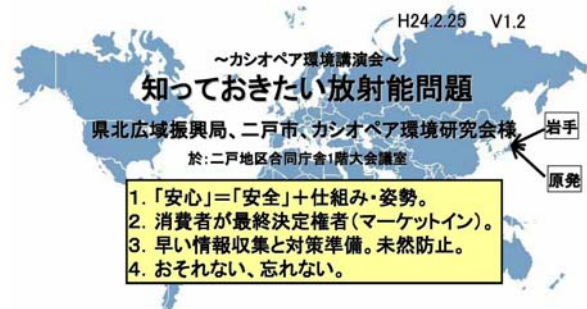 H24.2.25 V1.2
～カシオペア環境講演会～
知っておきたい放射能問題
県北広域振興局、二戸市、カシオペア環境研究会様
岩手
於:二戸地区合同庁舎1階大会議室
原発
1. 「安心」=「安全」+仕組み・姿勢。
2. 消費者が最終決定権者(マーケットイン)。
3. 早い情報収集と対策準備。未然防止。
4. おそれない、忘れない。